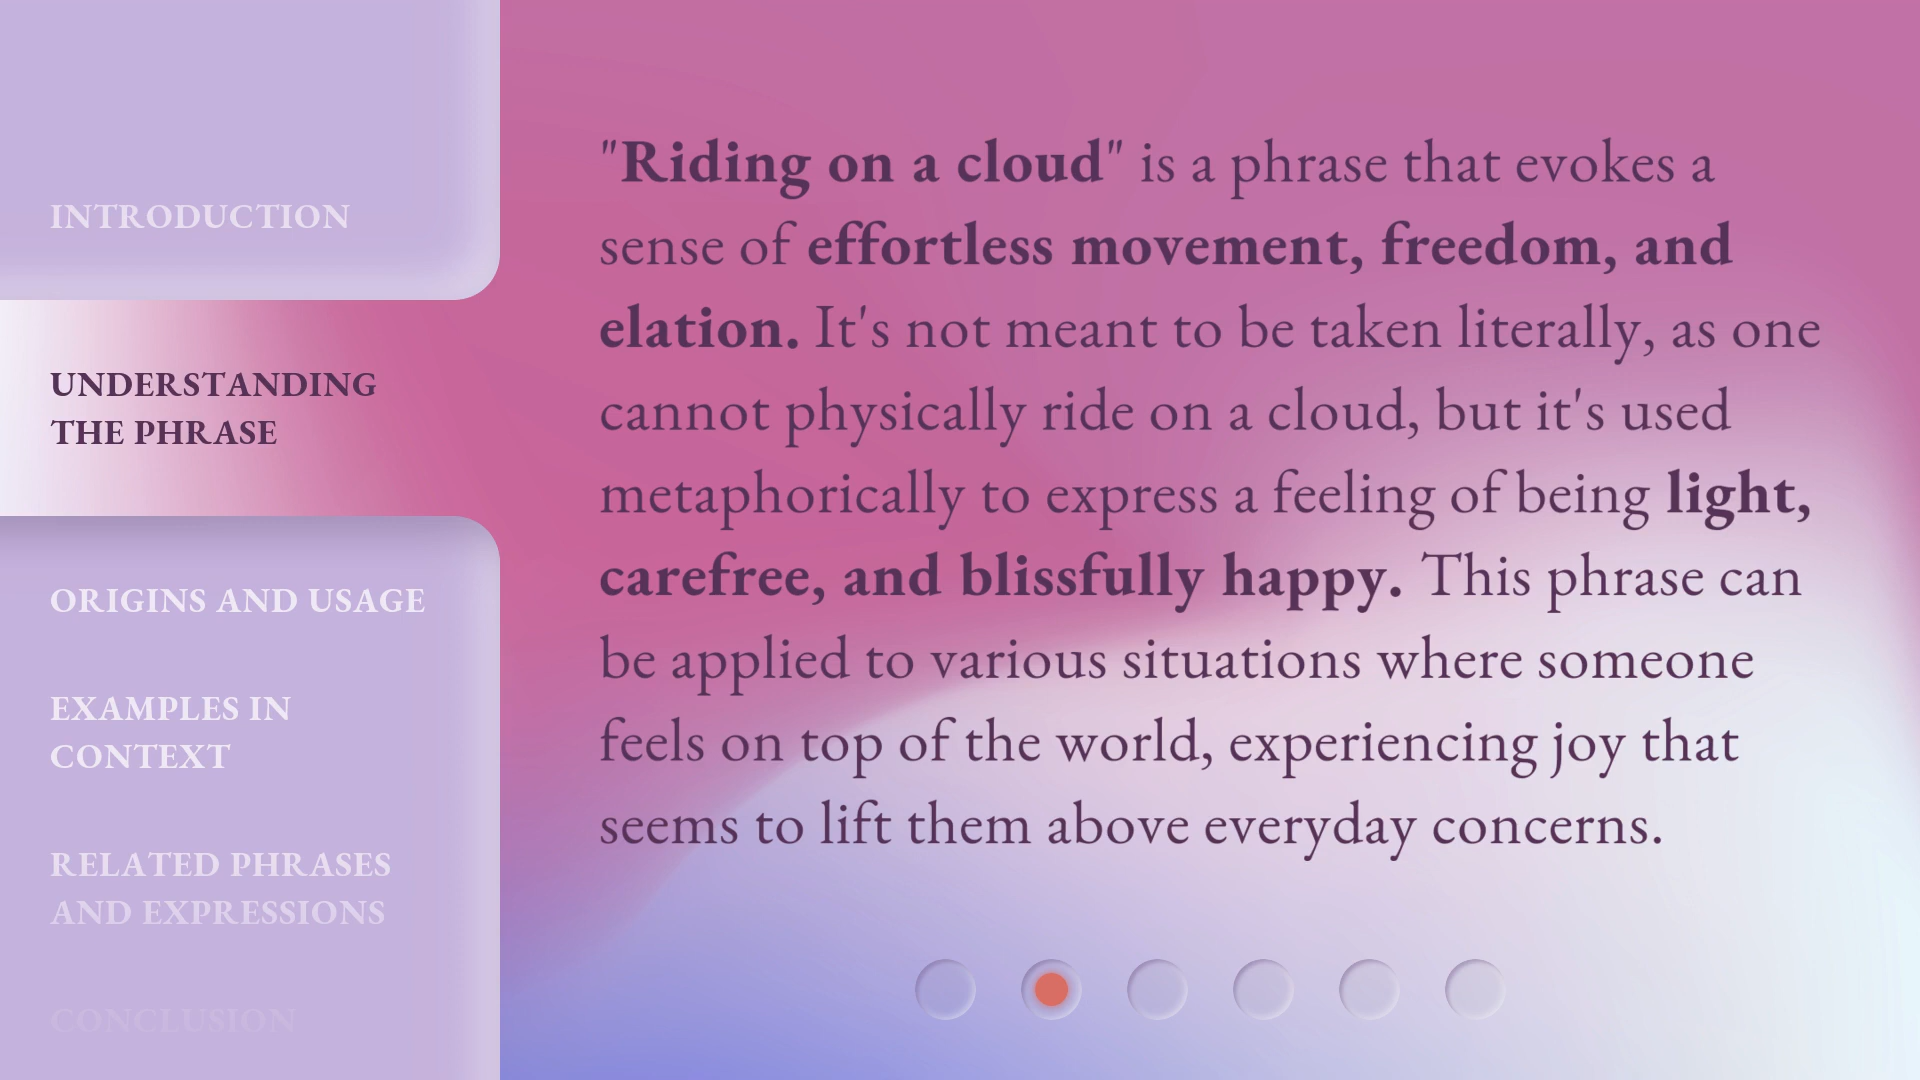 INTRODUCTION
UNDERSTANDING
THE PHRASE
ORIGINS AND USAGE
EXAMPLES IN
CONTEXT
RELATED PHRASES
AND EXPRESSIONS
CONCLUSION
"Riding on a cloud" is a phrase that evokes a
sense of effortless movement, freedom, and
elation. It's not meant to be taken literally, as one
cannot physically ride on a cloud, but it's used
metaphorically to express a feeling of being light,
carefree, and blissfully happy. This phrase can
be applied to various situations where someone
feels on top of the world, experiencing joy that
seems to lift them above everyday concerns.